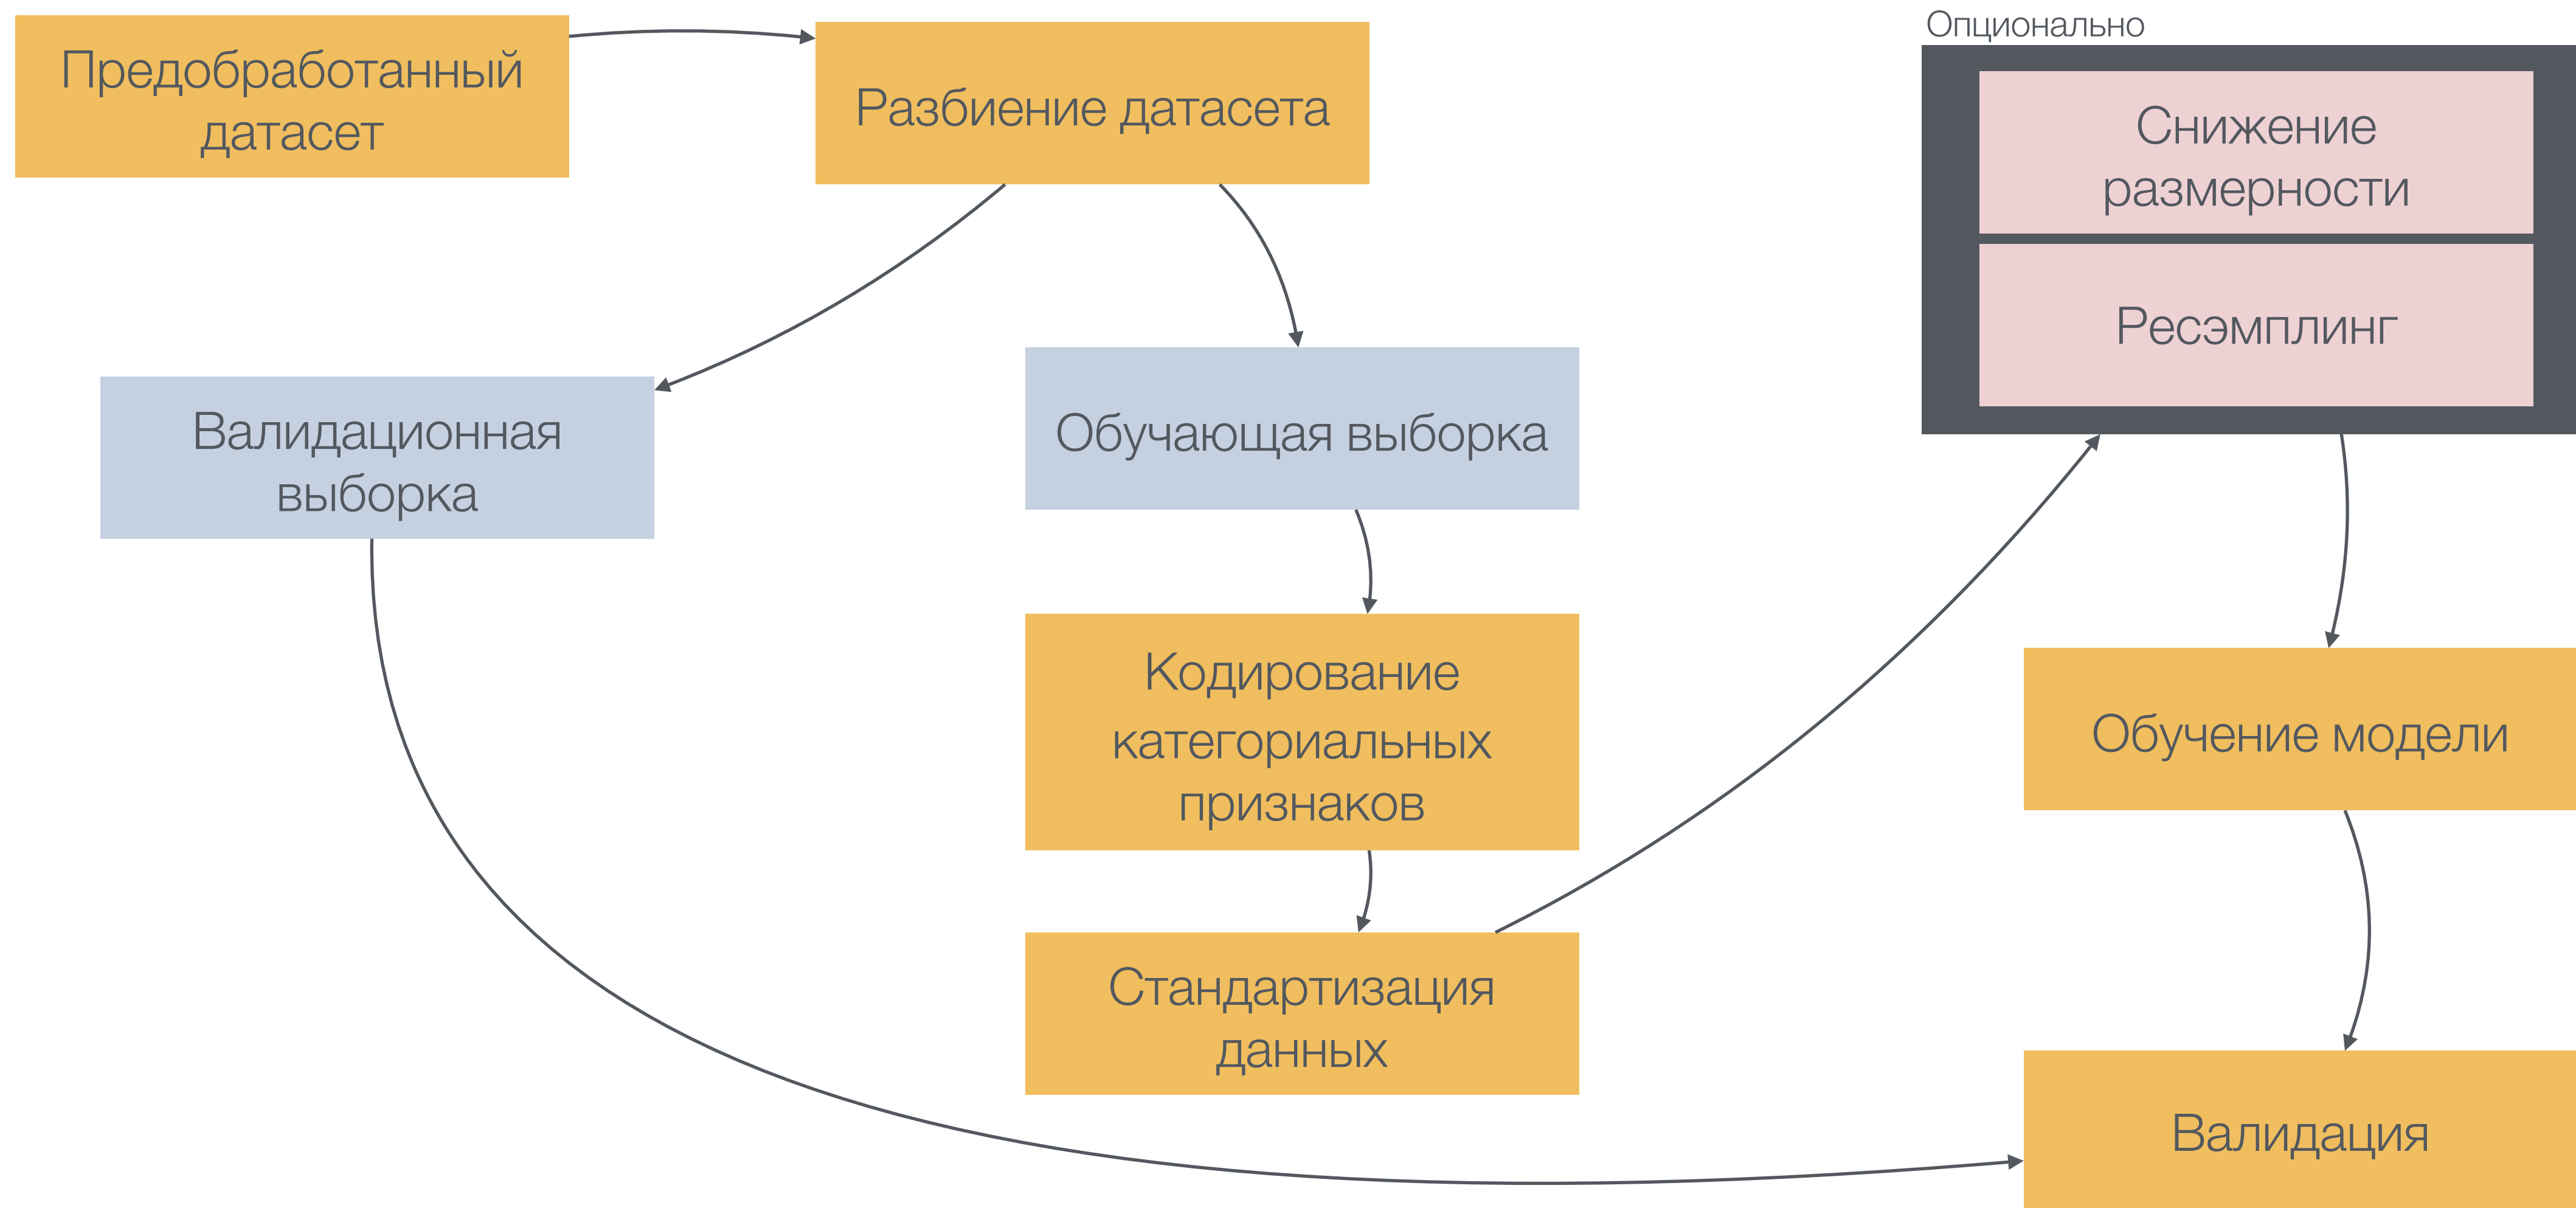 Предобработанный
датасет
Разбиение датасета
Опционально
Снижение
размерности
Ресэмплинг
Валидационная
выборка
Обучающая выборка
Кодирование
категориальных
признаков
Обучение модели
Стандартизация
данных
Валидация